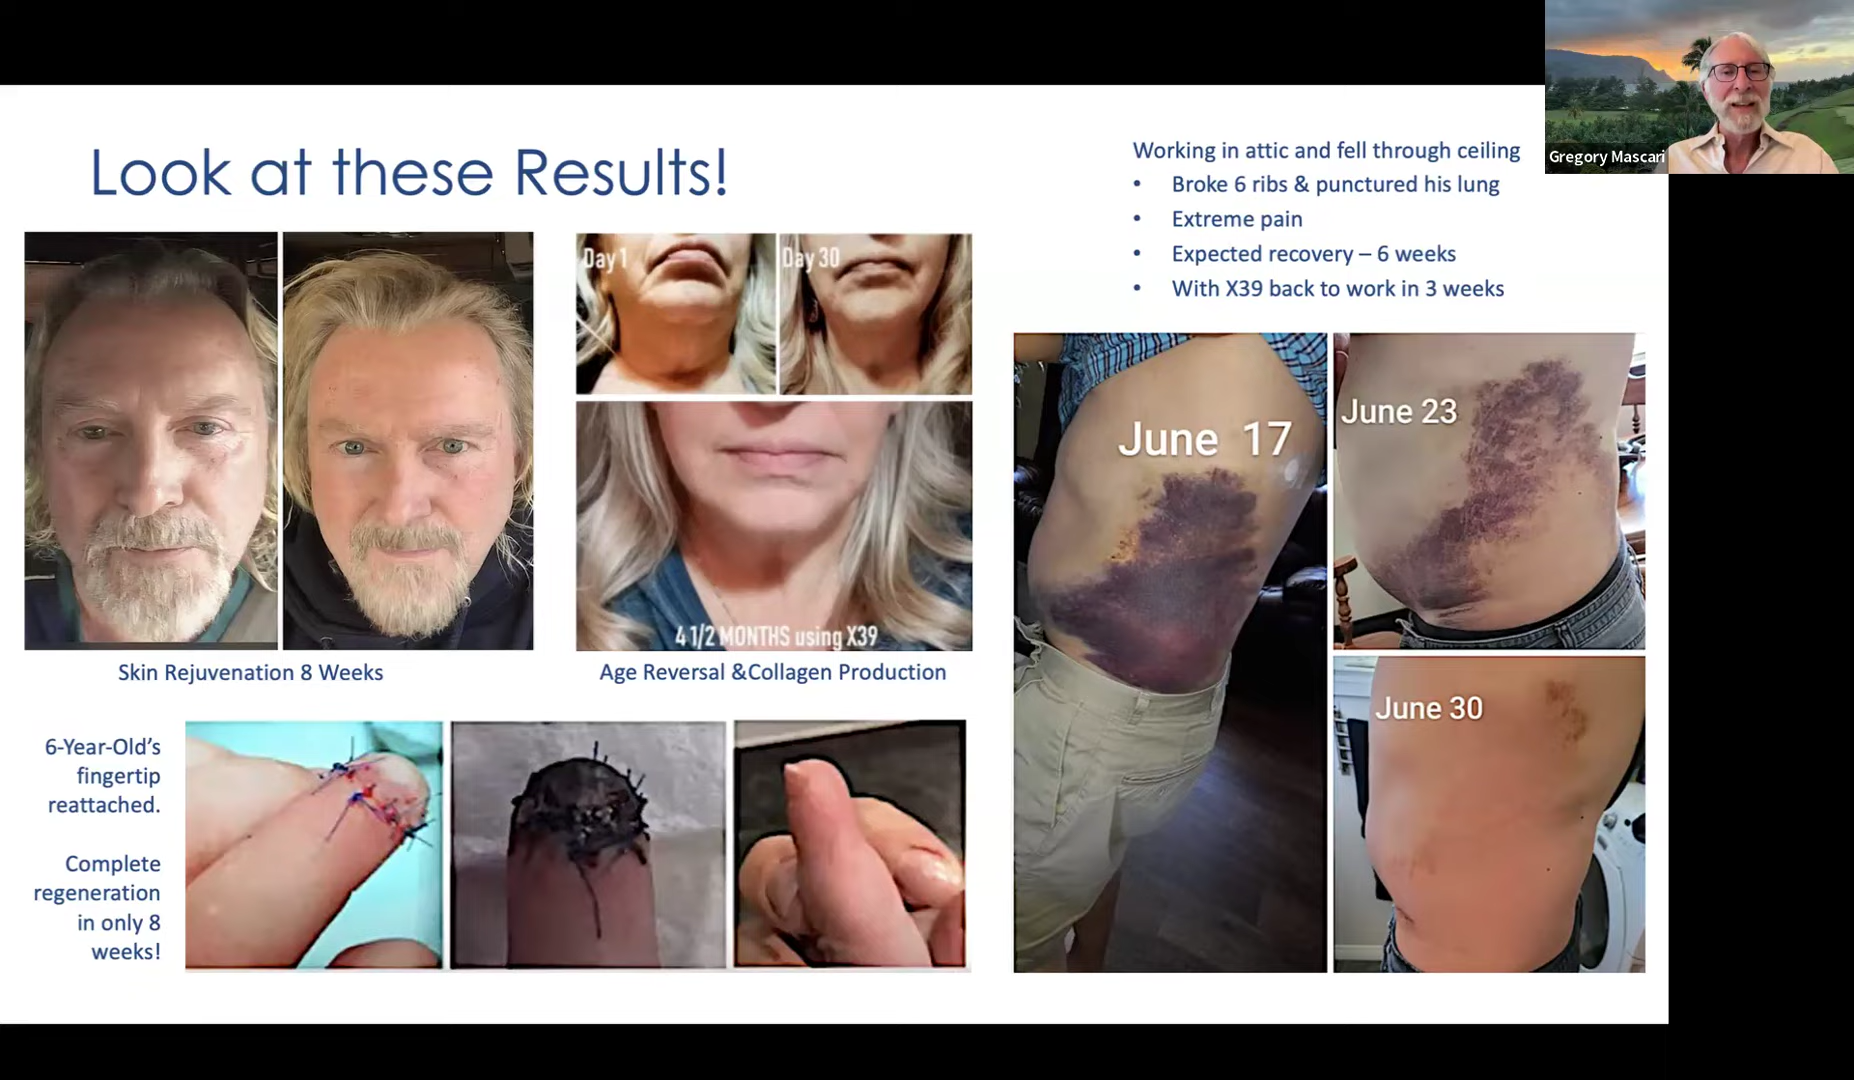 Look at these Results!
Working in attic and fell through ceiling
• Broke 6 ribs & punctured his lung
• Extreme pain
• Expected recovery – 6 weeks
• With X39 back to work in 3 weeks
Gregory Mascari
Day 1
Day 30
4 1/2 MONTHS using X39
Skin Rejuvenation 8 Weeks
Age Reversal &Collagen Production
June 17
June 23
June 30
6-Year-Old’s
fingertip
reattached.
Complete
regeneration
in only 8
weeks!